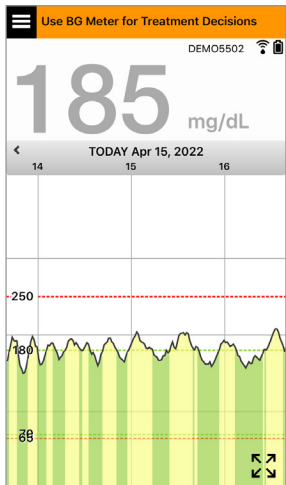 Use BG Meter for Treatment Decisions
DEMO5502
185 mg/dL
TODAY Apr 15, 2022
14 15 16
250
180
70
65